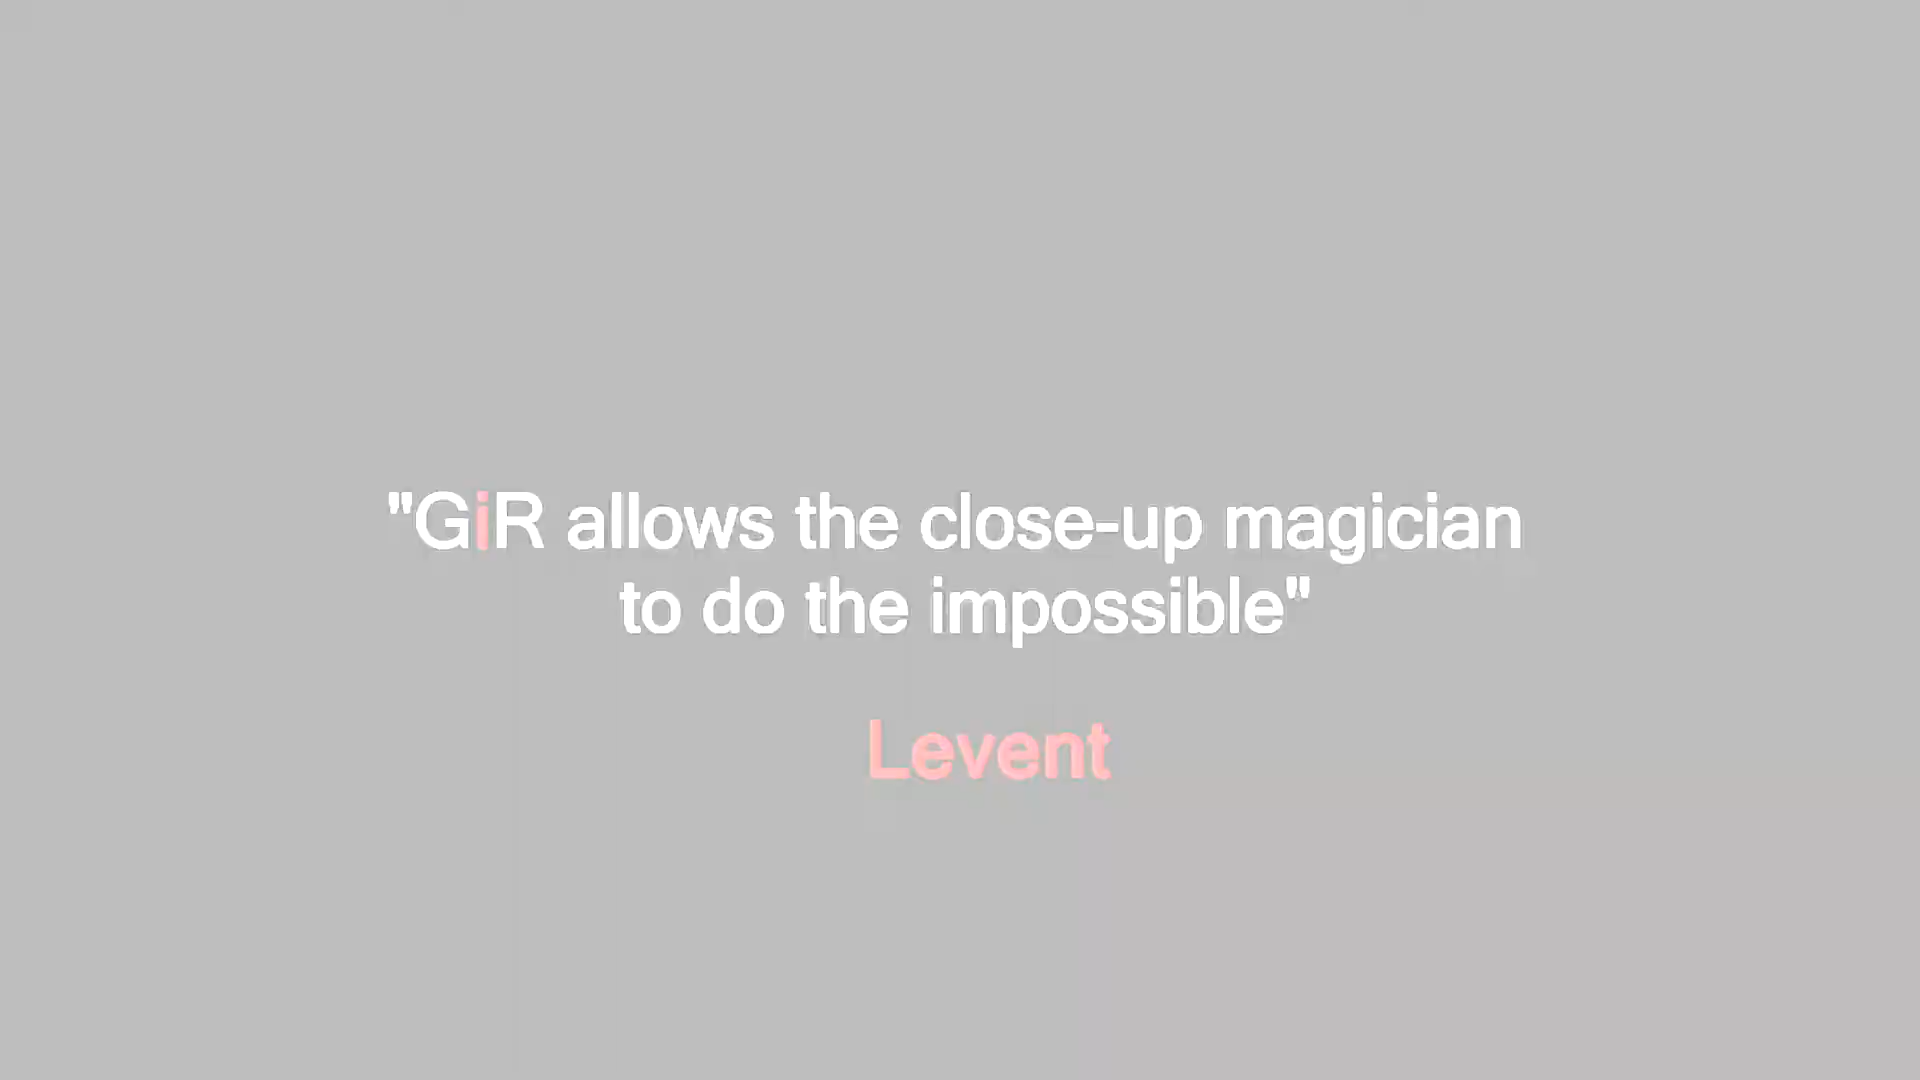 "GiR allows the close-up magician
to do the impossible"
Levent